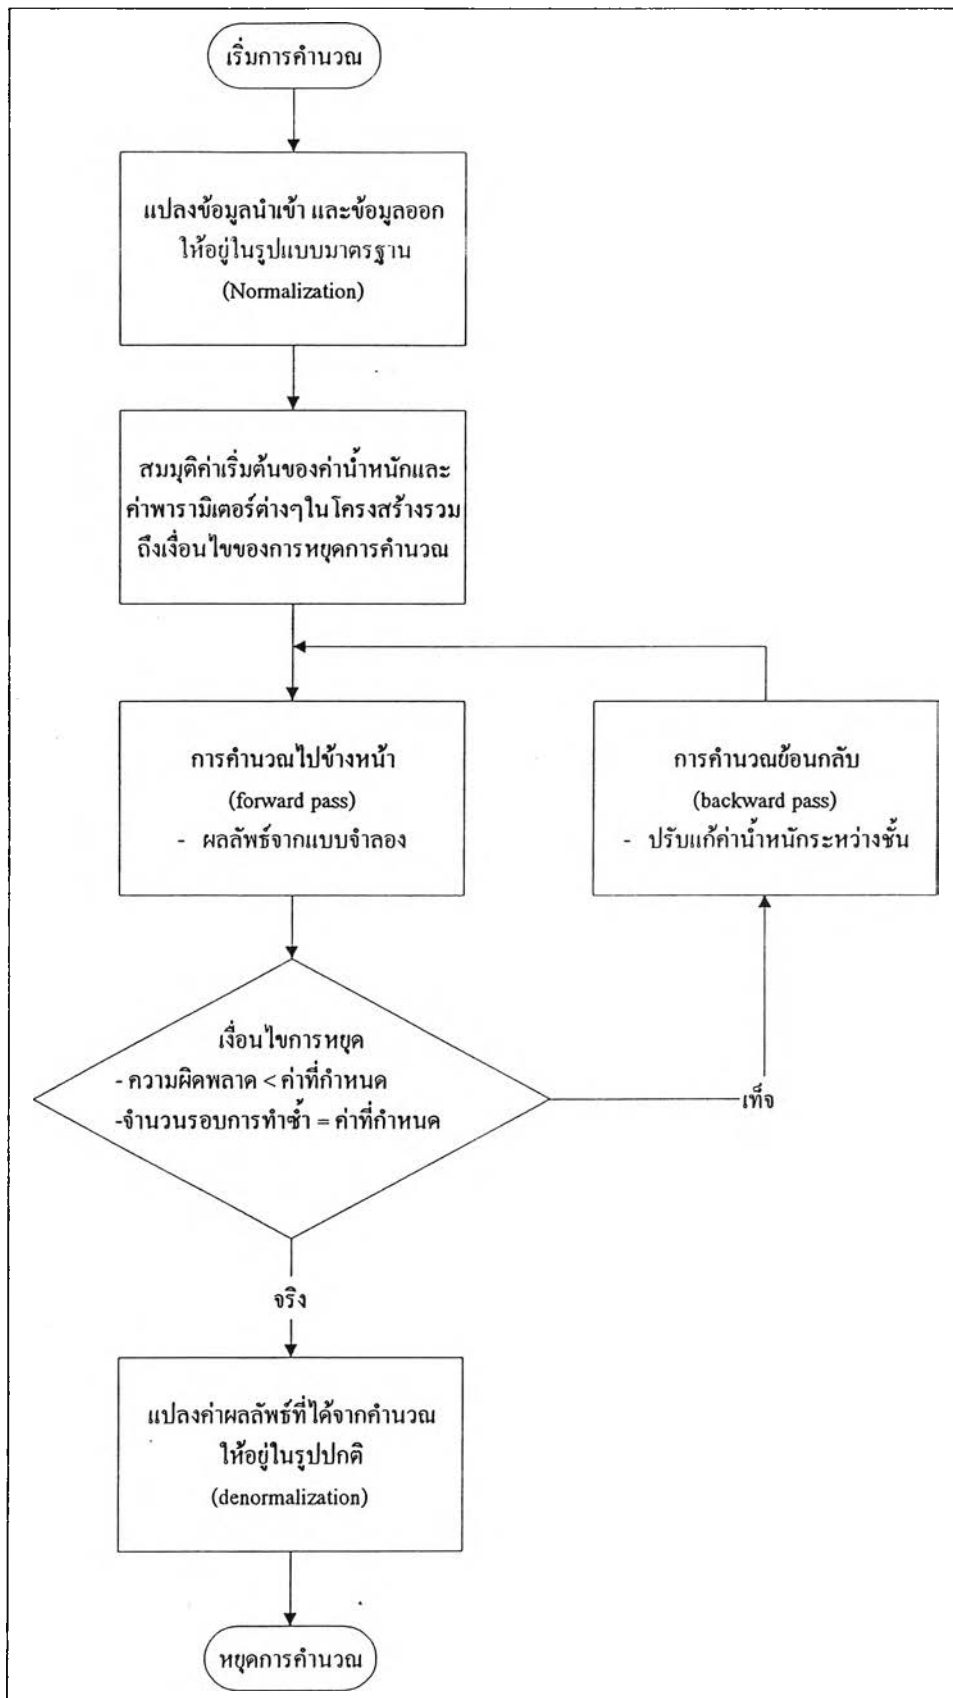 เริ่มการคำนวณ
แปลงข้อมูลนำเข้า และข้อมูลออก
ให้อยู่ในรูปแบบมาตรฐาน
(Normalization)
สมมุติค่าเริ่มต้นของค่าน้ำหนักและ
ค่าพารามิเตอร์ต่างๆในโครงสร้างรวม
ถึงเงื่อนไขของการหยุดการคำนวณ
การคำนวณไปข้างหน้า
(forward pass)
- ผลลัพธ์จากแบบจำลอง
การคำนวณย้อนกลับ
(backward pass)
- ปรับแก้ค่าน้ำหนักระหว่างชั้น
เงื่อนไขการหยุด
- ความผิดพลาด < ค่าที่กำหนด
-จำนวนรอบการทำซ้ำ = ค่าที่กำหนด
เท็จ
จริง
แปลงค่าผลลัพธ์ที่ได้จากคำนวณ
ให้อยู่ในรูปปกติ
(denormalization)
หยุดการคำนวณ